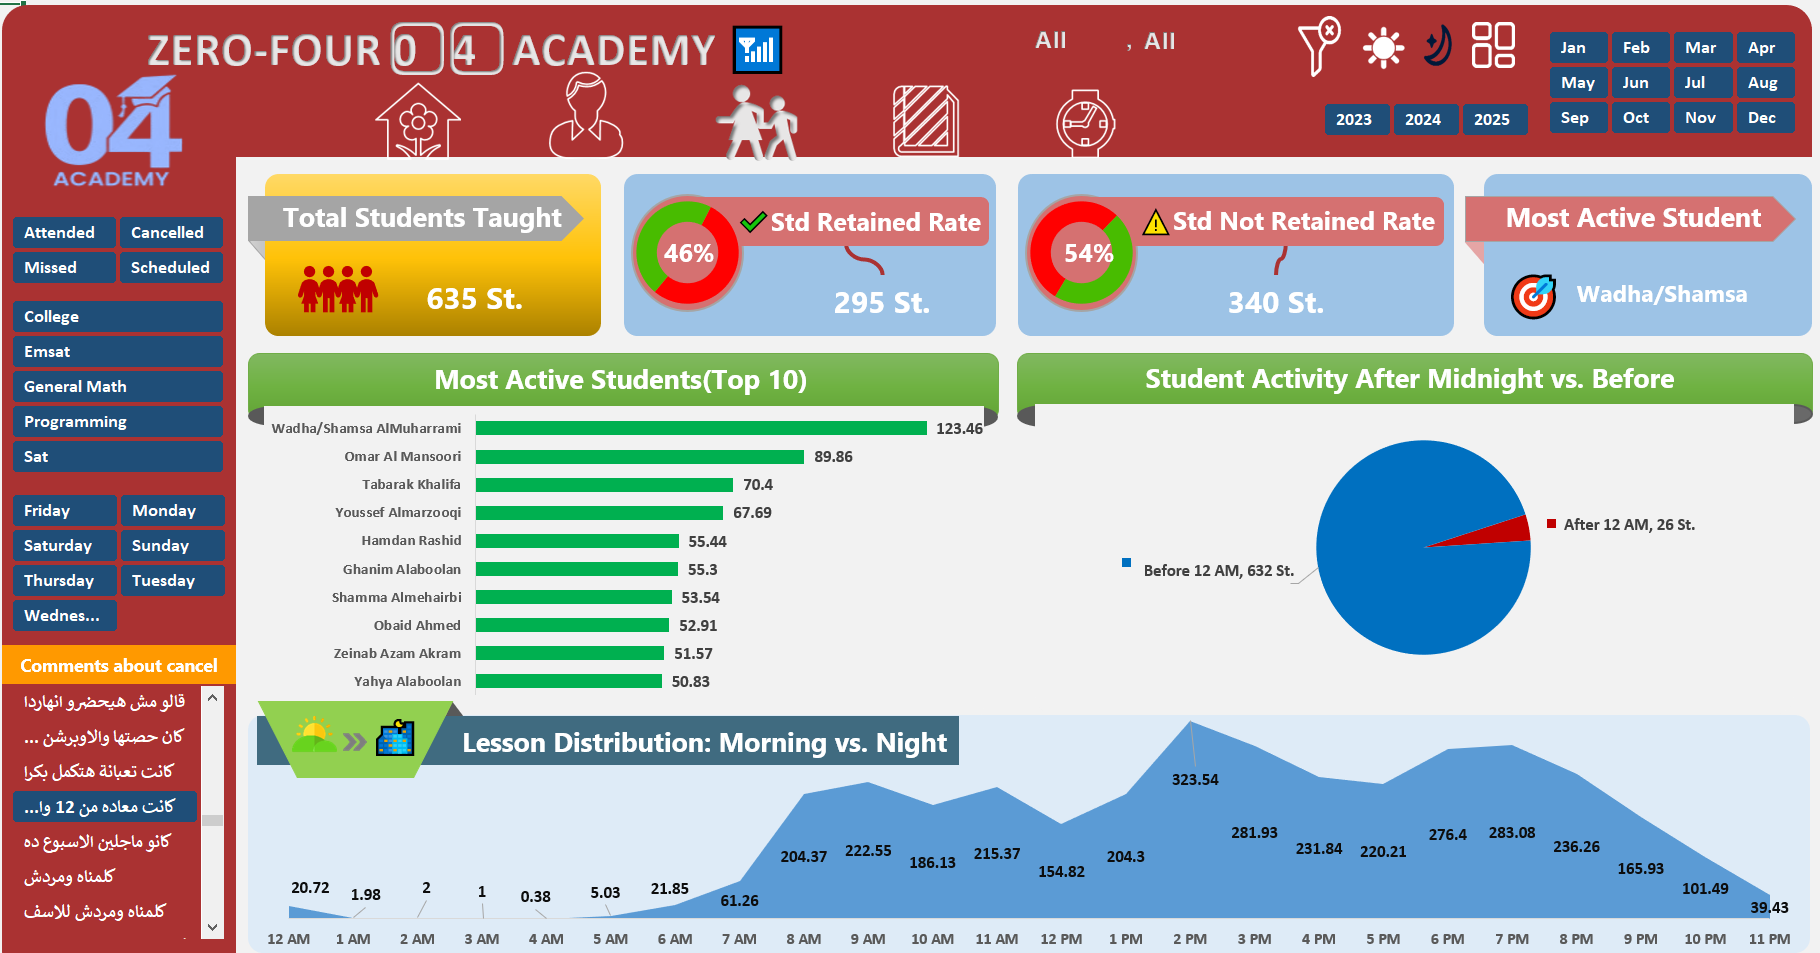 ZERO-FOUR 0 4 ACADEMY
All , All
Jan Feb Mar Apr
May Jun Jul Aug
Sep Oct Nov Dec
2023 2024 2025
04
ACADEMY
Attended Cancelled
Missed Scheduled
College
Emsat
General Math
Programming
Sat
Friday Monday
Saturday Sunday
Thursday Tuesday
Wednes...
Comments about cancel
قالو مش هيحضرو انهاردا
كان حصتها والاوبرشن ...
كانت تعبانة هتكمل بكرا
كانت معاده من 12 وا...
كانو ماجلين الاسبوع ده
كلمناه ومردش
كلمناه ومردش للاسف
Total Students Taught
635 St.
46%
Std Retained Rate
295 St.
54%
Std Not Retained Rate
340 St.
Most Active Student
Wadha/Shamsa
Most Active Students(Top 10)
Wadha/Shamsa AlMuharrami 123.46
Omar Al Mansoori 89.86
Tabarak Khalifa 70.4
Youssef Almarzooqi 67.69
Hamdan Rashid 55.44
Ghanim Alaboolan 55.3
Shamma Almehairbi 53.54
Obaid Ahmed 52.91
Zeinab Azam Akram 51.57
Yahya Alaboolan 50.83
Student Activity After Midnight vs. Before
After 12 AM, 26 St.
Before 12 AM, 632 St.
Lesson Distribution: Morning vs. Night
20.72 1.98 2 1 0.38 5.03 21.85 61.26 204.37 222.55 186.13 215.37 154.82 204.3 323.54 281.93 231.84 220.21 276.4 283.08 236.26 165.93 101.49 39.43
12 AM 1 AM 2 AM 3 AM 4 AM 5 AM 6 AM 7 AM 8 AM 9 AM 10 AM 11 AM 12 PM 1 PM 2 PM 3 PM 4 PM 5 PM 6 PM 7 PM 8 PM 9 PM 10 PM 11 PM